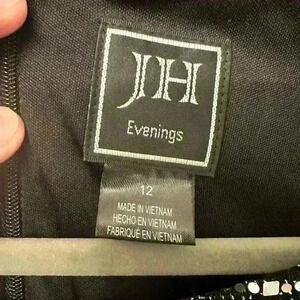 JH
Evenings
12
MADE IN VIETNAM
HECHO EN VIETNAM
FABRIQUÉ EN VIETNAM